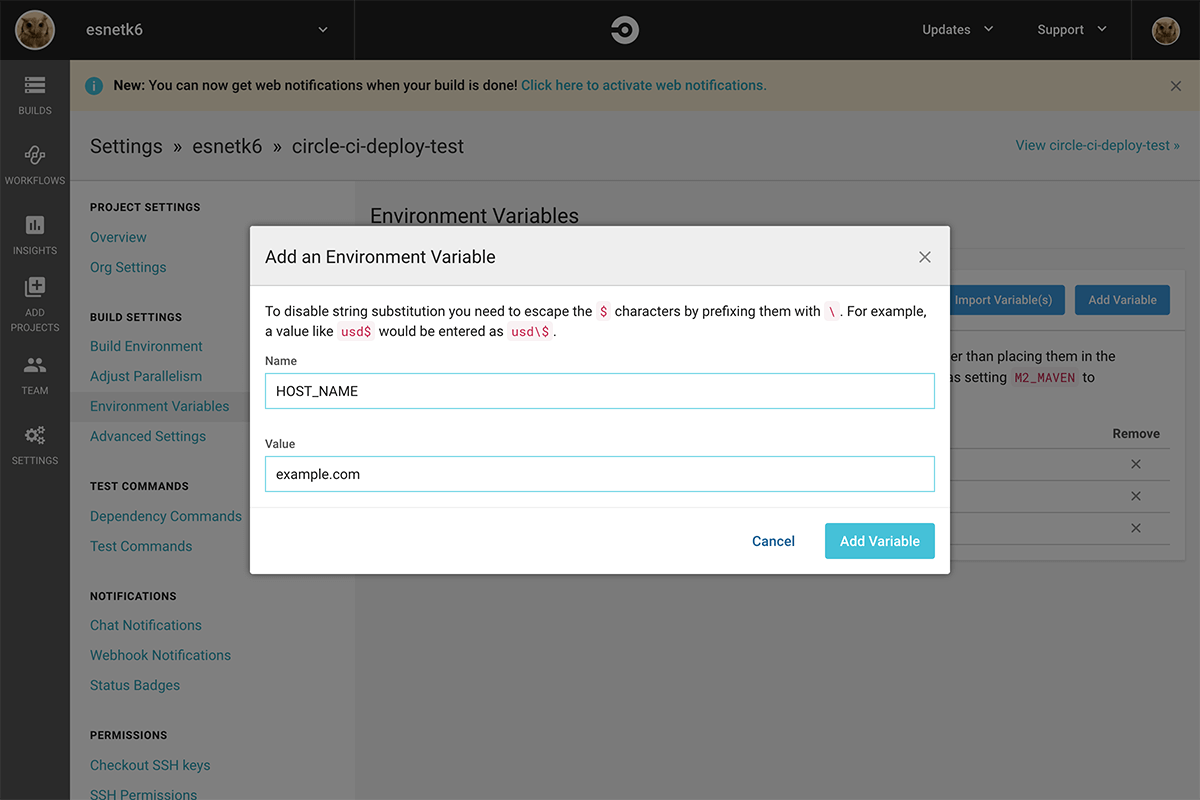 esnetk6
Updates
Support
BUILDS
WORKFLOWS
INSIGHTS
ADD
PROJECTS
TEAM
SETTINGS
New: You can now get web notifications when your build is done! Click here to activate web notifications.
Settings » esnetk6 » circle-ci-deploy-test
View circle-ci-deploy-test »
PROJECT SETTINGS
Overview
Org Settings
BUILD SETTINGS
Build Environment
Adjust Parallelism
Environment Variables
Advanced Settings
TEST COMMANDS
Dependency Commands
Test Commands
NOTIFICATIONS
Chat Notifications
Webhook Notifications
Status Badges
PERMISSIONS
Checkout SSH keys
SSH Permissions
Environment Variables
Import Variable(s)
Add Variable
er than placing them in the
as setting M2_MAVEN to
Remove
Add an Environment Variable
To disable string substitution you need to escape the $ characters by prefixing them with \ . For example,
a value like usd$ would be entered as usd\$ .
Name
HOST_NAME
Value
example.com
Cancel
Add Variable